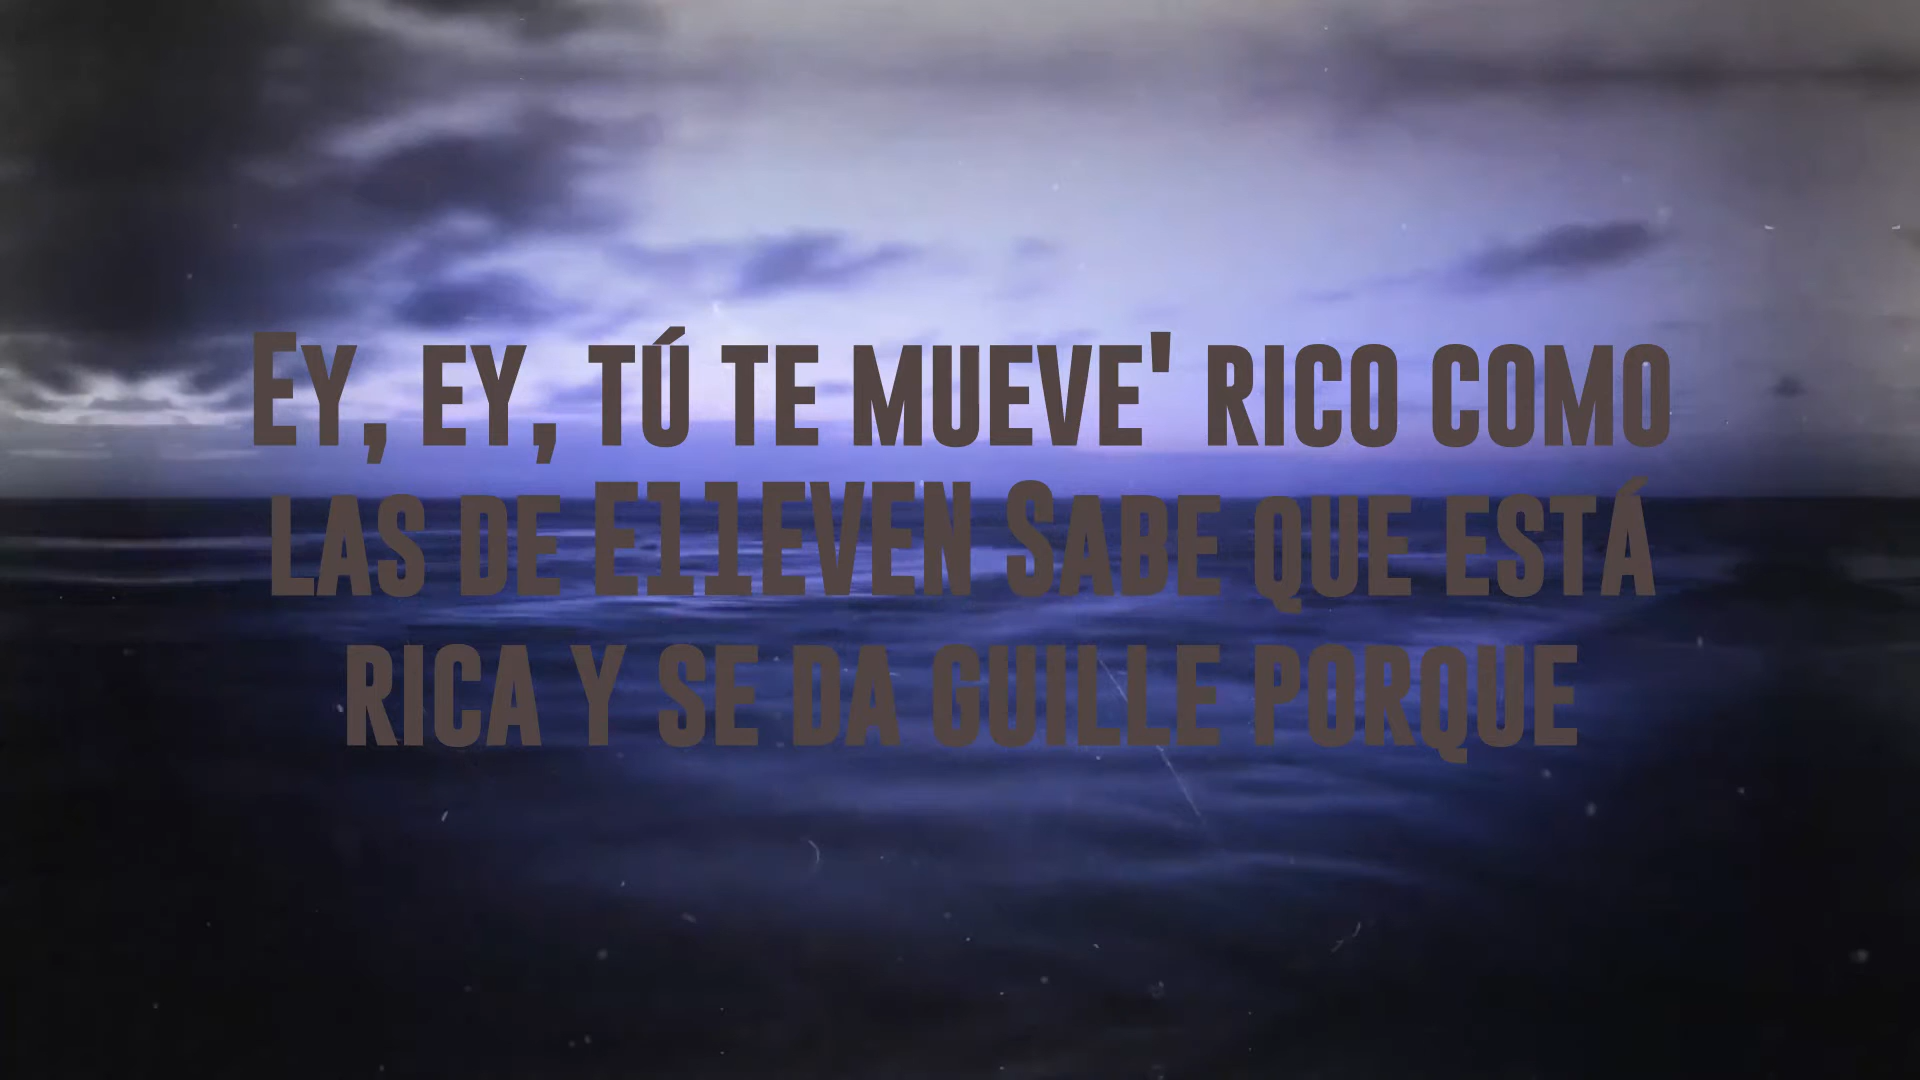 Ey, ey, tú te mueve' rico como
las de E11EVEN Sabe que está
rica y se da guille porque